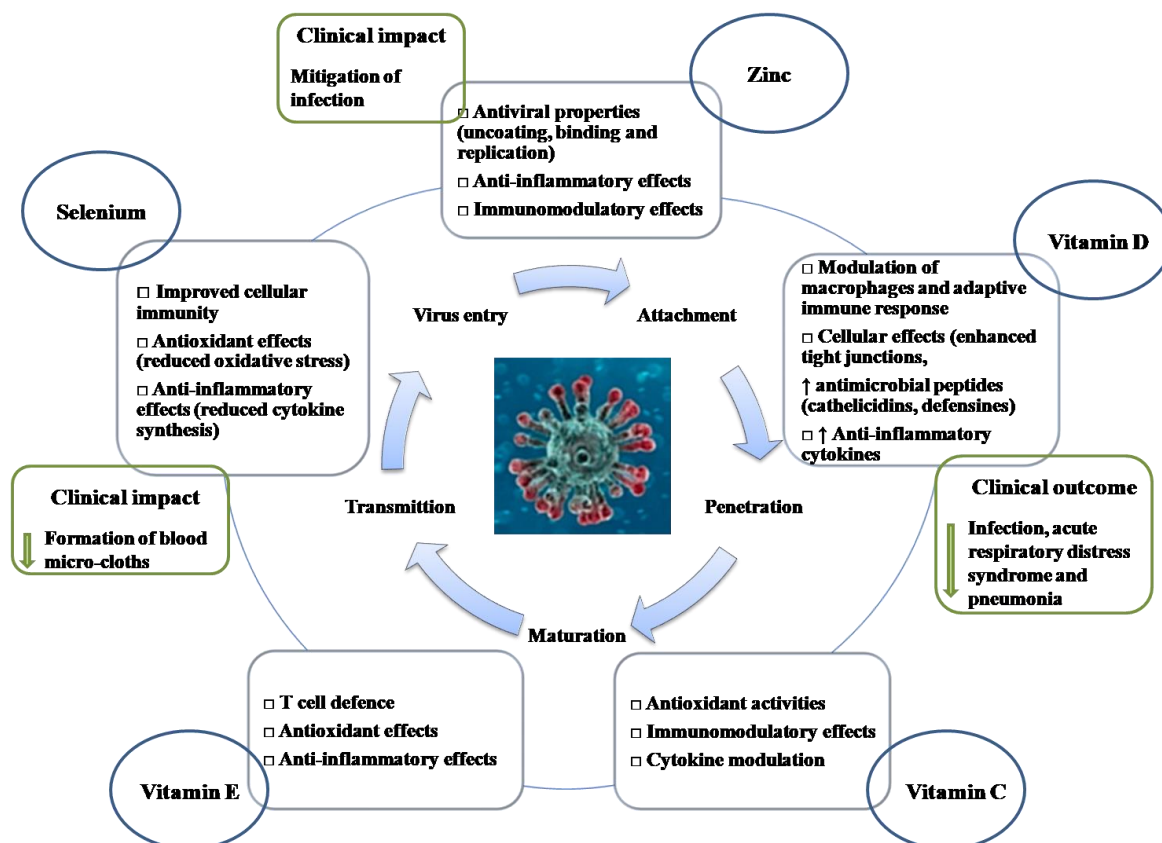 Clinical impact
Mitigation of
infection
Zinc
□ Antiviral properties
(uncoating, binding and
replication)
□ Anti-inflammatory effects
□ Immunomodulatory effects
Selenium
□ Improved cellular
immunity
□ Antioxidant effects
(reduced oxidative stress)
□ Anti-inflammatory
effects (reduced cytokine
synthesis)
Clinical impact
Formation of blood
micro-cloths
Vitamin D
□ Modulation of
macrophages and adaptive
immune response
□ Cellular effects (enhanced
tight junctions,
↑ antimicrobial peptides
(cathelicidins, defensines)
□ ↑ Anti-inflammatory
cytokines
Clinical outcome
Infection, acute
respiratory distress
syndrome and
pneumonia
Virus entry
Attachment
Penetration
Maturation
Transmittion
□ T cell defence
□ Antioxidant effects
□ Anti-inflammatory effects
Vitamin E
□ Antioxidant activities
□ Immunomodulatory effects
□ Cytokine modulation
Vitamin C